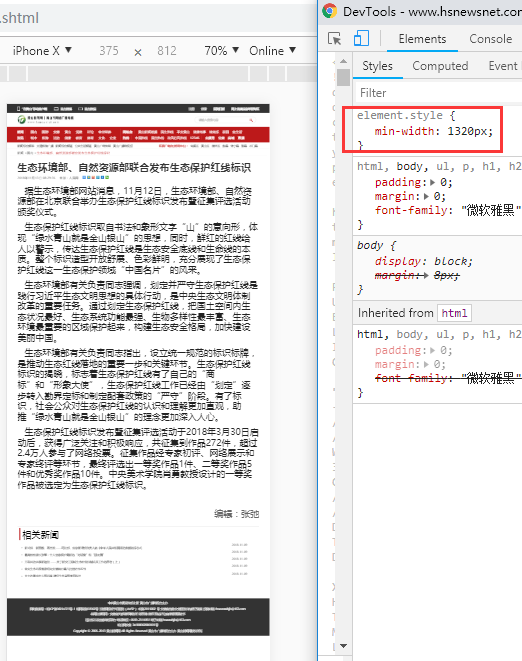 .shtml
iPhone X ▼ 375 × 812 70% ▼ Online ▼
生态环境部、自然资源部联合发布生态保护红线标识
据生态环境部网站消息，11月12日，生态环境部、自然资
源部在北京联合举办生态保护红线标识发布暨征集评选活动
颁奖仪式。
生态保护红线标识取自书法和象形文字“山”的意向形，体
现“绿水青山就是金山银山”的思想，同时，鲜红的红线给
人以警示，传达生态保护红线是生态安全底线和生命线的本
质。整个标识造型开放舒展、色彩鲜明，充分展现了生态保
护红线这一生态保护领域“中国名片”的风采。
生态环境部有关负责同志强调，划定并严守生态保护红线是
践行习近平生态文明思想的具体行动，是中央生态文明体制
改革的重要任务。通过划定生态保护红线，把国土空间内生
态状况最好、生态系统功能最强、生物多样性最丰富、生态
环境最重要的区域保护起来，构建生态安全格局，加快建设
美丽中国。
生态环境部有关负责同志指出，设立统一规范的标识标牌，
是推动生态红线落地的重要一步和关键环节。生态保护红线
标识的揭晓，标志着生态保护红线有了自己的“商
标”和“形象大使”，生态保护红线工作已经由“划定”逐
步转入勘界定标和制定配套政策的“严守”阶段。有了标
识，社会公众对生态保护红线的认识和理解更加直观，助
推“绿水青山就是金山银山”的理念更加深入人心。
生态保护红线标识发布暨征集评选活动于2018年3月30日启
动后，获得广泛关注和积极响应，共征集到作品272件，超过
2.4万人参与了网络投票。征集作品经专家初评、网络展示和
专家终评等环节，最终评选出一等奖作品1件、二等奖作品5
件和优秀奖作品10件。中央美术学院肖勇教授设计的一等奖
作品被选定为生态保护红线标识。
编辑：张弛
相关新闻
DevTools - www.hsnewsnet.com
Elements Console
Styles Computed Event
Filter
element.style {
min-width: 1320px;
}
html, body, ul, p, h1, h2
padding: 0;
margin: 0;
font-family: "微软雅黑"
}
body {
display: block;
margin: 8px;
}
Inherited from html
html, body, ul, p, h1, h2
padding: 0;
margin: 0;
font-family: "微软雅黑"
}